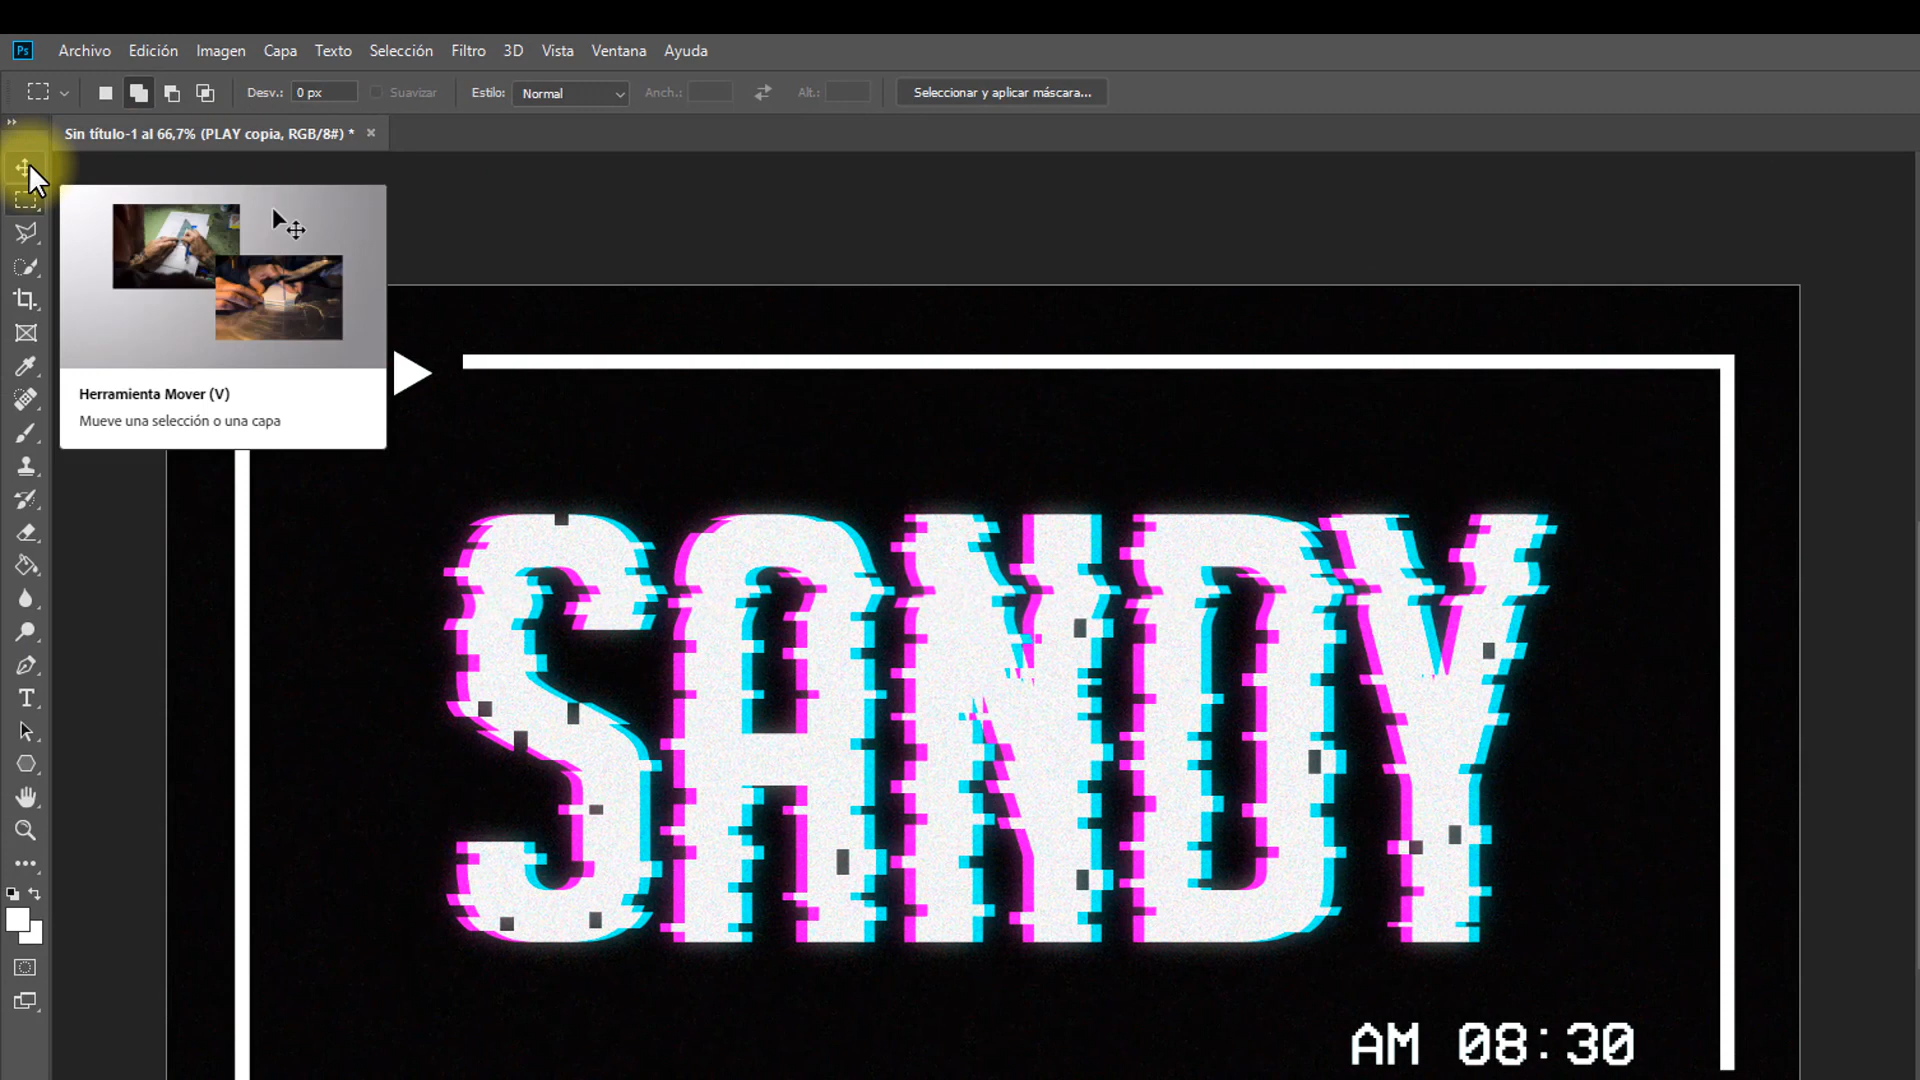 Ps Archivo Edición Imagen Capa Texto Selección Filtro 3D Vista Ventana Ayuda
Desv.: 0 px Suavizar Estilo: Normal Anch.: Alt.: Seleccionar y aplicar máscara...
Sin título-1 al 66,7% (PLAY copia, RGB/8#) * ×
Herramienta Mover (V)
Mueve una selección o una capa
SANDY
AM 08:30